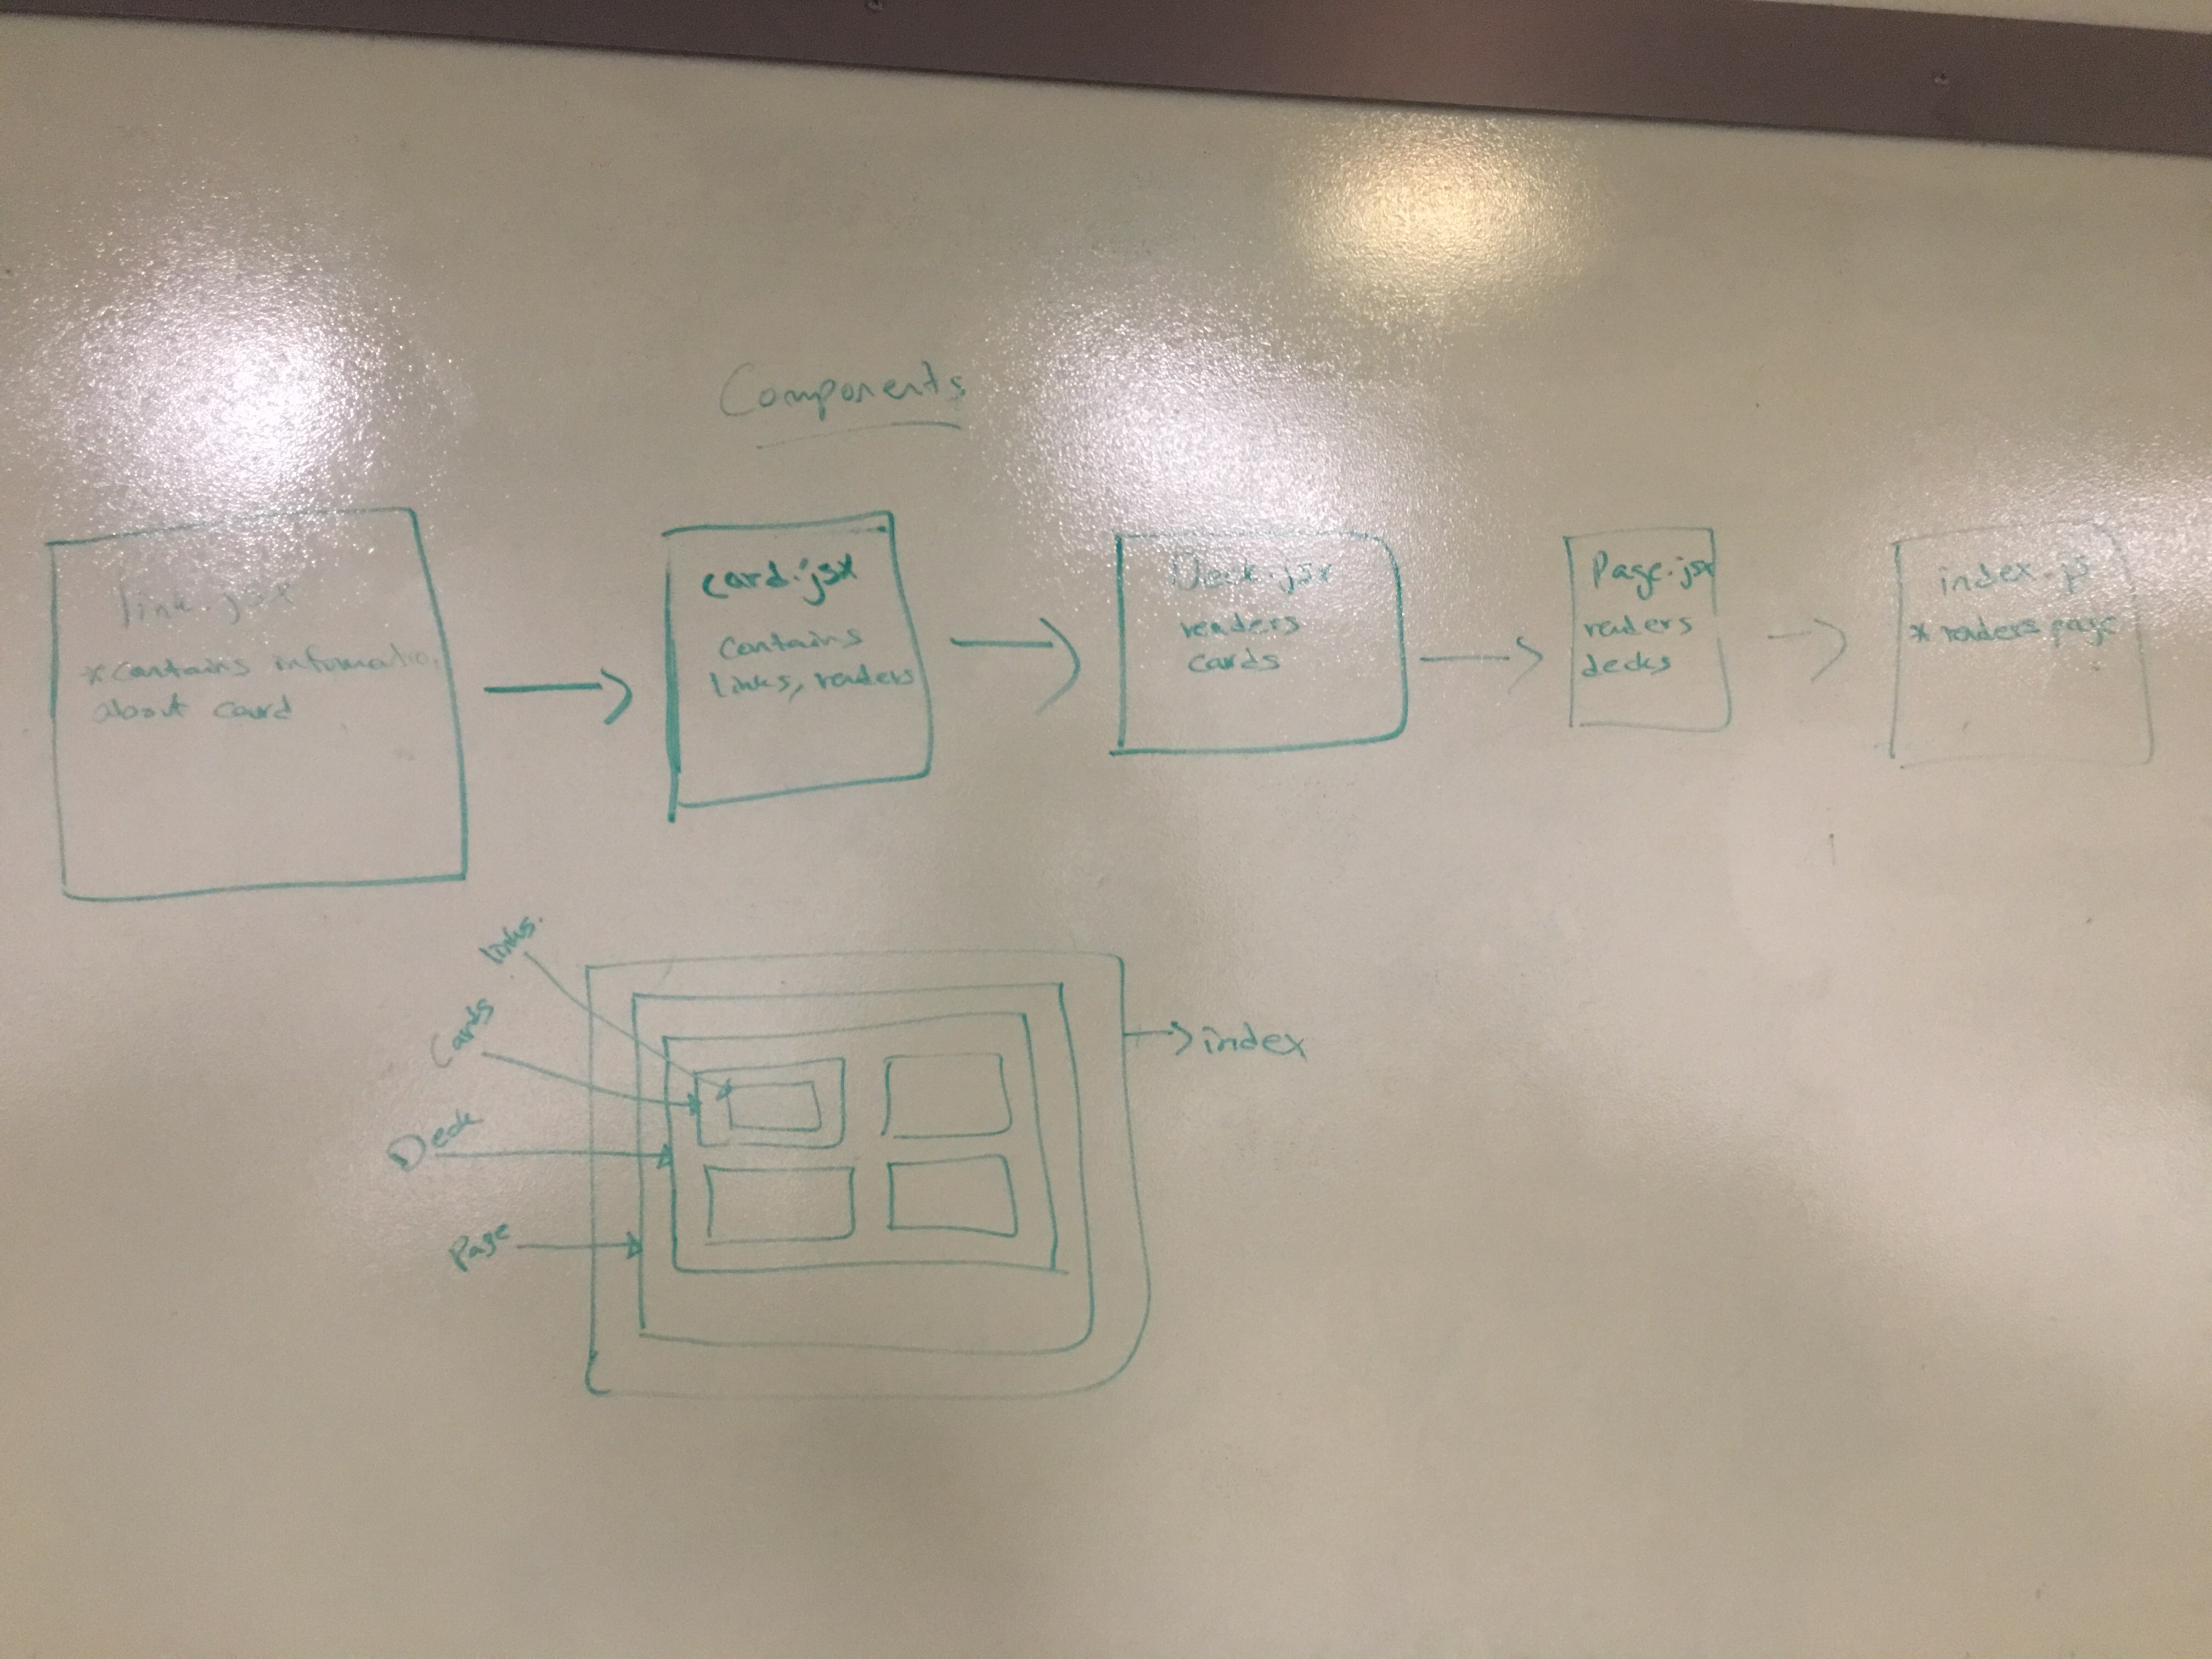 Components
link.jsx
* contains informatio
about card
card.jsx
contains
links, renders
Deck.jsx
renders
cards
Page.jsx
renders
decks
index.js
* renders page
links.
Cards
Deck
Page
index